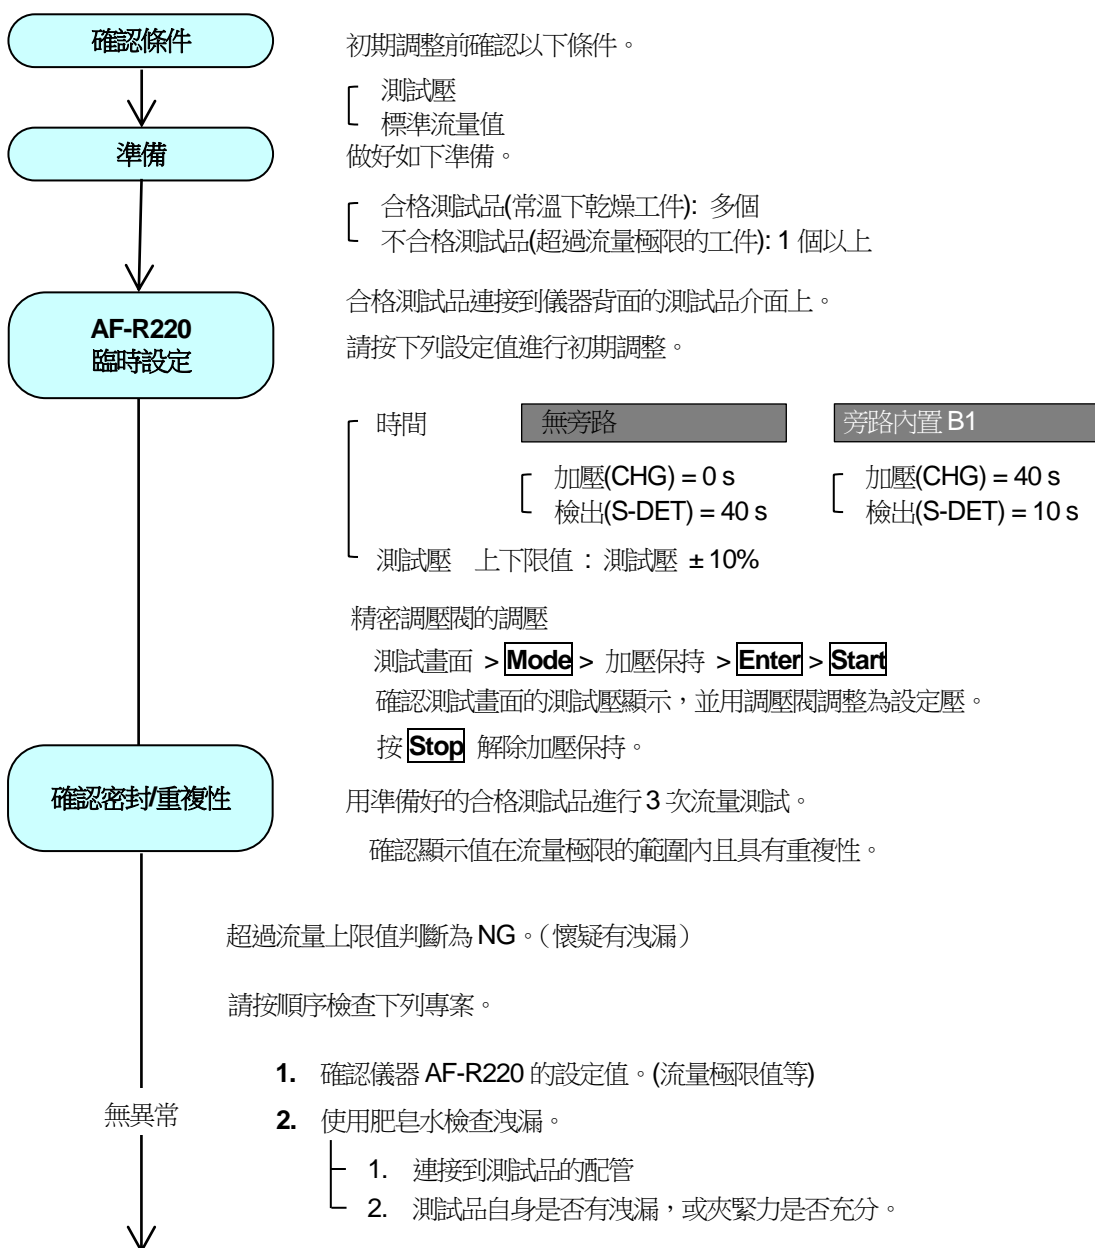 確認條件
初期調整前確認以下條件。
測試壓
標準流量值
準備
做好如下準備。
合格測試品(常溫下乾燥工件): 多個
不合格測試品(超過流量極限的工件): 1 個以上
AF-R220
臨時設定
合格測試品連接到儀器背面的測試品介面上。
請按下列設定值進行初期調整。
時間
無旁路
旁路內置 B1
加壓(CHG) = 0 s
檢出(S-DET) = 40 s
加壓(CHG) = 40 s
檢出(S-DET) = 10 s
測試壓 上下限值 : 測試壓 ± 10%
精密調壓閥的調壓
測試畫面 > Mode > 加壓保持 > Enter > Start
確認測試畫面的測試壓顯示，並用調壓閥調整為設定壓。
按 Stop 解除加壓保持。
確認密封/重複性
用準備好的合格測試品進行 3 次流量測試。
確認顯示值在流量極限的範圍內且具有重複性。
超過流量上限值判斷為 NG。（懷疑有洩漏）
請按順序檢查下列專案。
1. 確認儀器 AF-R220 的設定值。(流量極限值等)
無異常
2. 使用肥皂水檢查洩漏。
1. 連接到測試品的配管
2. 測試品自身是否有洩漏，或夾緊力是否充分。